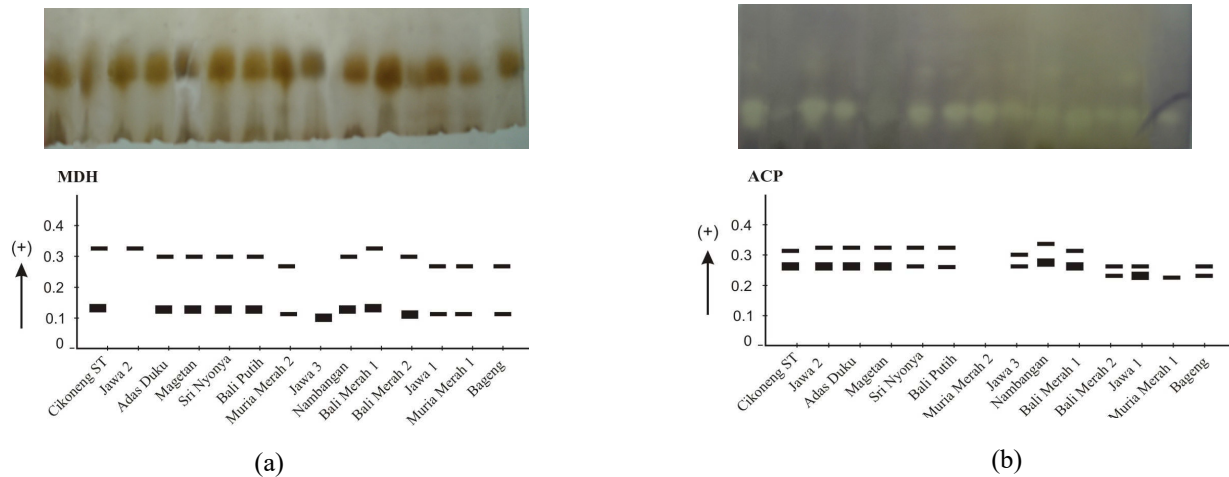 MDH
(+)
0.4
0.3
0.2
0.1
0
Cikoneng ST
Jawa 2
Adas Duku
Magetan
Sri Nyonya
Bali Putih
Muria Merah 2
Jawa 3
Nambangan
Bali Merah 1
Bali Merah 2
Jawa 1
Muria Merah 1
Bageng
(a)
ACP
(+)
0.4
0.3
0.2
0.1
0
Cikoneng ST
Jawa 2
Adas Duku
Magetan
Sri Nyonya
Bali Putih
Muria Merah 2
Jawa 3
Nambangan
Bali Merah 1
Bali Merah 2
Jawa 1
Muria Merah 1
Bageng
(b)